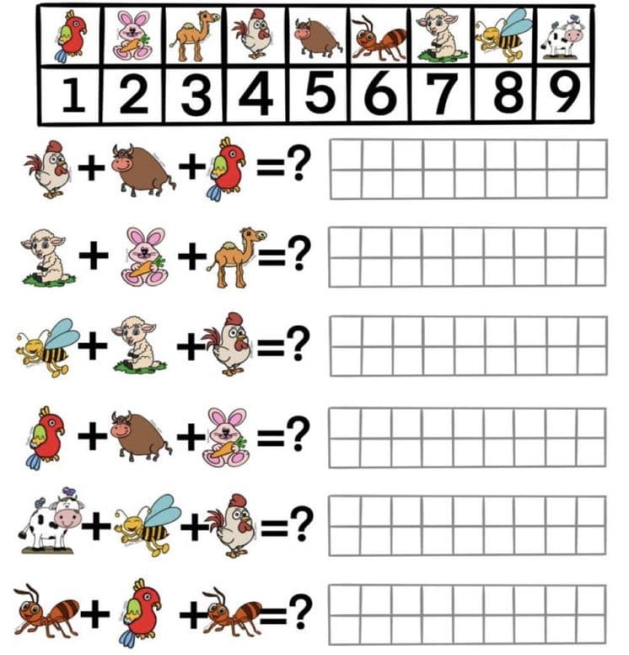 1 2 3 4 5 6 7 8 9
+ + =?
+ + =?
+ + =?
+ + =?
+ + =?
+ + =?